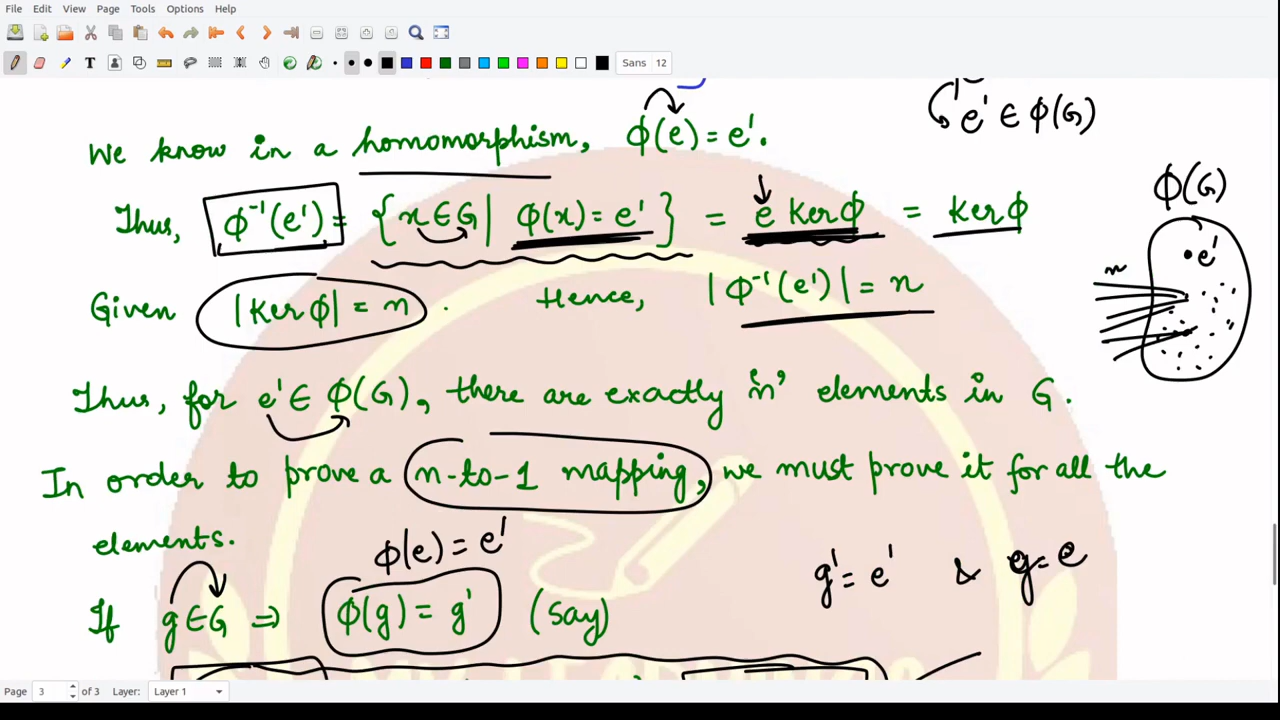 File Edit View Tools Options Help
Sans 12
We know in a homomorphism, ϕ(e) = e'.
e' ∈ ϕ(G)
ϕ(G)
Thus, ϕ⁻¹(e') = {x∈G | ϕ(x) = e'} = e Kerϕ = Kerϕ
e'
n
Given |Kerϕ| = n. Hence, |ϕ⁻¹(e')| = n
Thus, for e' ∈ ϕ(G), there are exactly 'n' elements in G.
In order to prove a n-to-1 mapping, we must prove it for all the
elements.
ϕ(e) = e'
g' = e' & g = e
If g∈G ⇒ ϕ(g) = g' (say)
Page 3 of 3 Layer: Layer 1